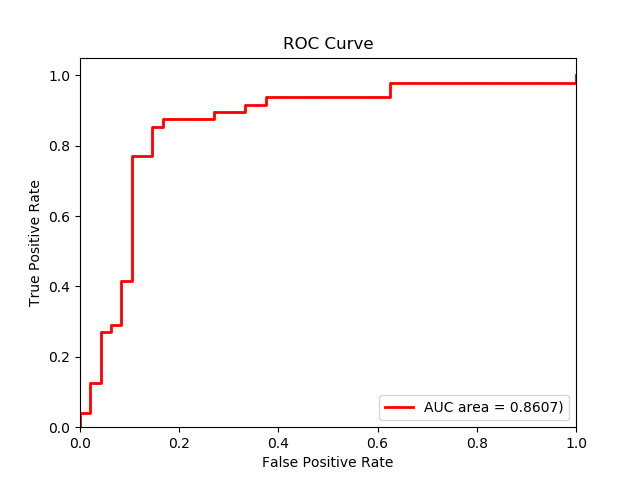 ROC Curve
1.0
0.8
0.6
0.4
0.2
0.0
True Positive Rate
AUC area = 0.8607)
0.0 0.2 0.4 0.6 0.8 1.0
False Positive Rate